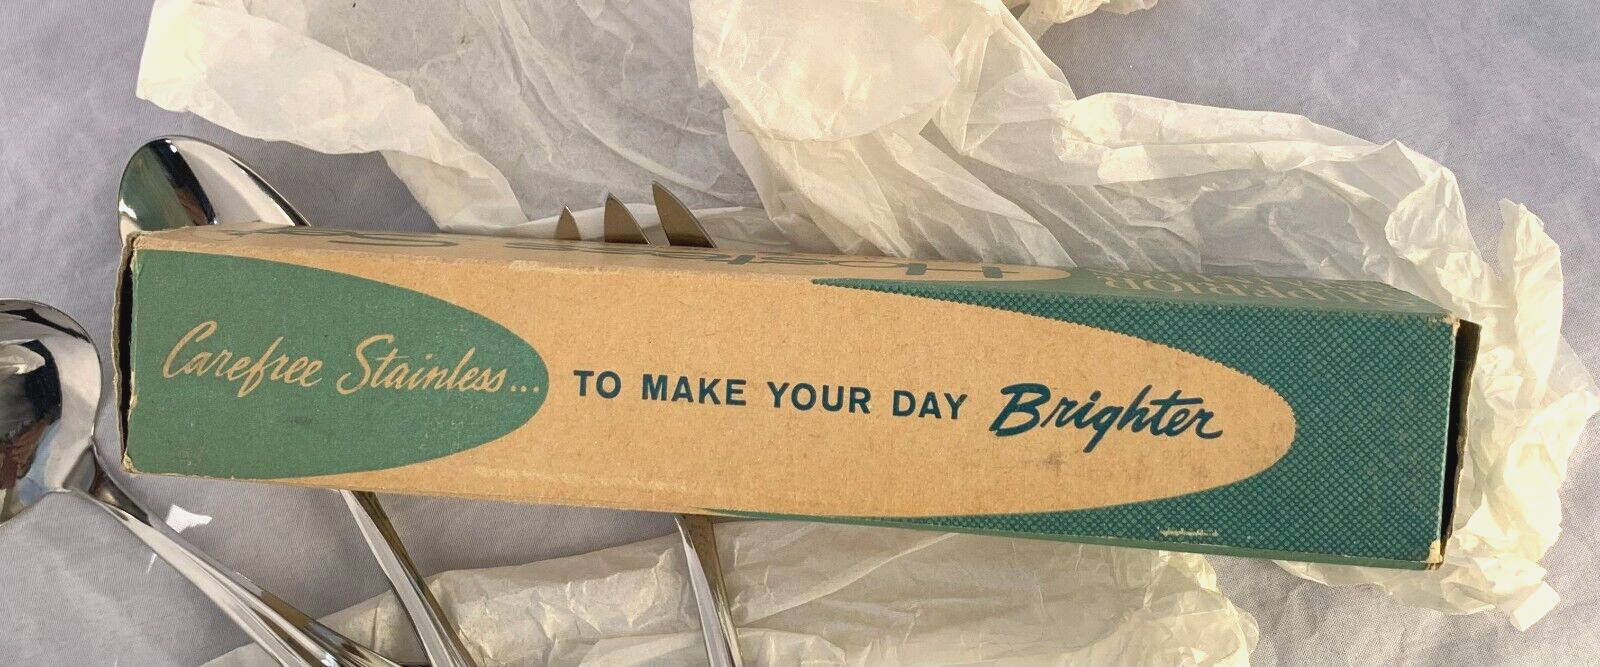 Carefree Stainless... TO MAKE YOUR DAY Brighter